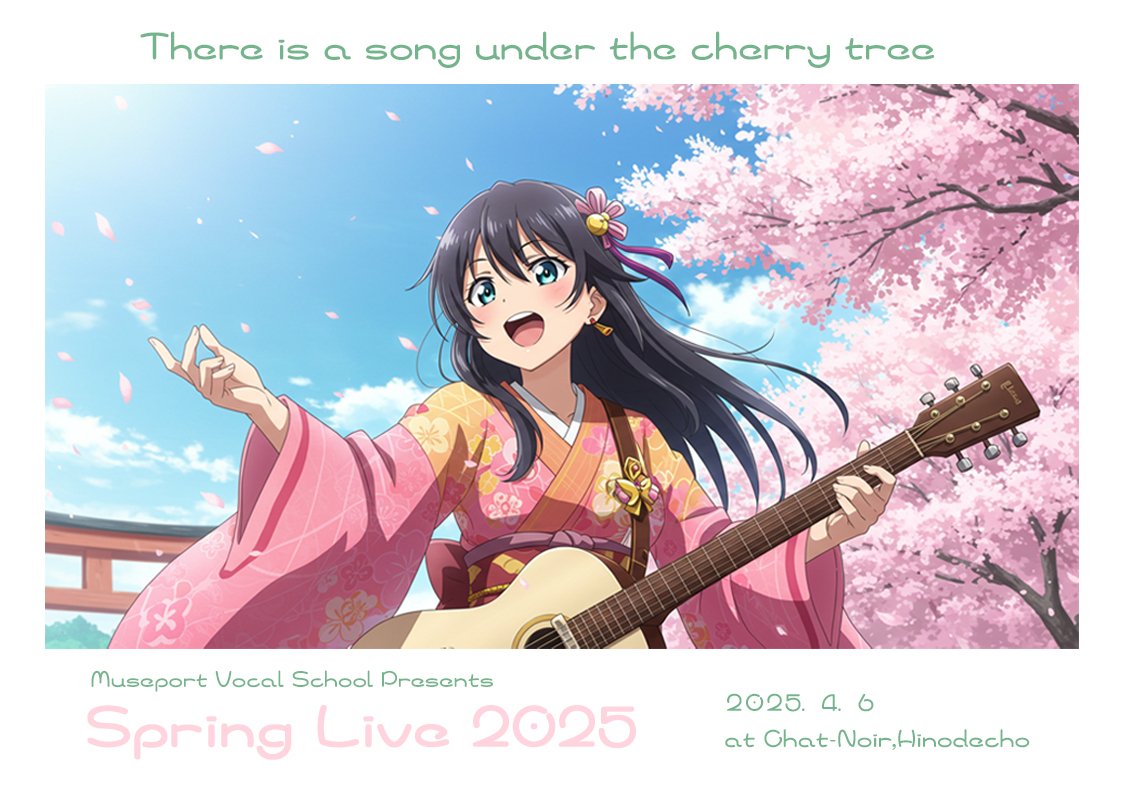 There is a song under the cherry tree
Museport Vocal School Presents
Spring Live 2025
2025. 4. 6
at Chat-Noir,Hinodecho